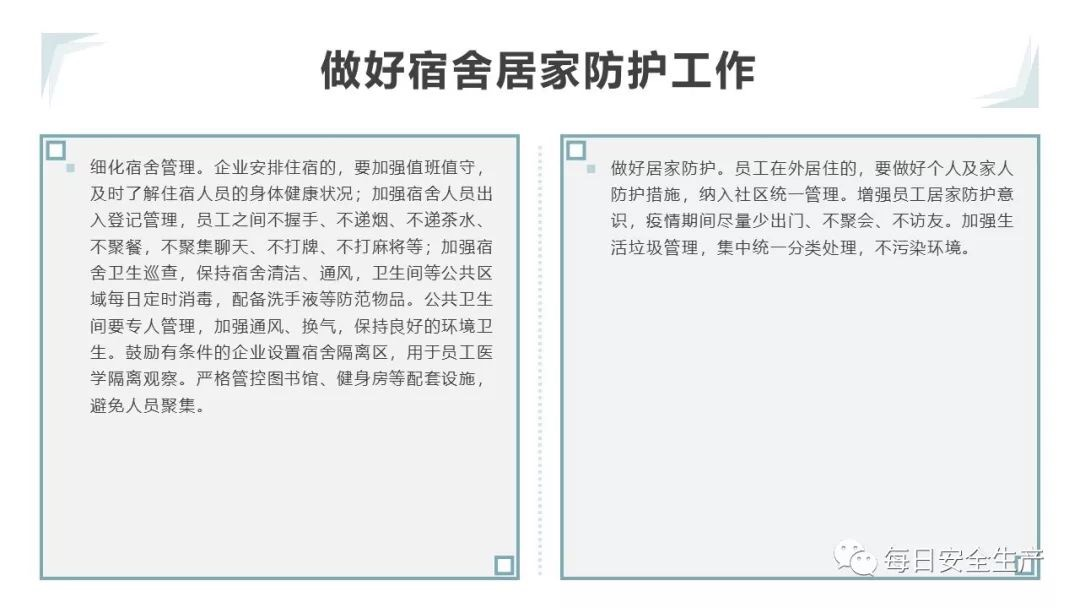 做好宿舍居家防护工作
细化宿舍管理。企业安排住宿的，要加强值班值守，
及时了解住宿人员的身体健康状况；加强宿舍人员出
入登记管理，员工之间不握手、不递烟、不递茶水、
不聚餐，不聚集聊天、不打牌、不打麻将等；加强宿
舍卫生巡查，保持宿舍清洁、通风，卫生间等公共区
域每日定时消毒，配备洗手液等防范物品。公共卫生
间要专人管理，加强通风、换气，保持良好的环境卫
生。鼓励有条件的企业设置宿舍隔离区，用于员工医
学隔离观察。严格管控图书馆、健身房等配套设施，
避免人员聚集。
做好居家防护。员工在外居住的，要做好个人及家人
防护措施，纳入社区统一管理。增强员工居家防护意
识，疫情期间尽量少出门、不聚会、不访友。加强生
活垃圾管理，集中统一分类处理，不污染环境。
每日安全生产